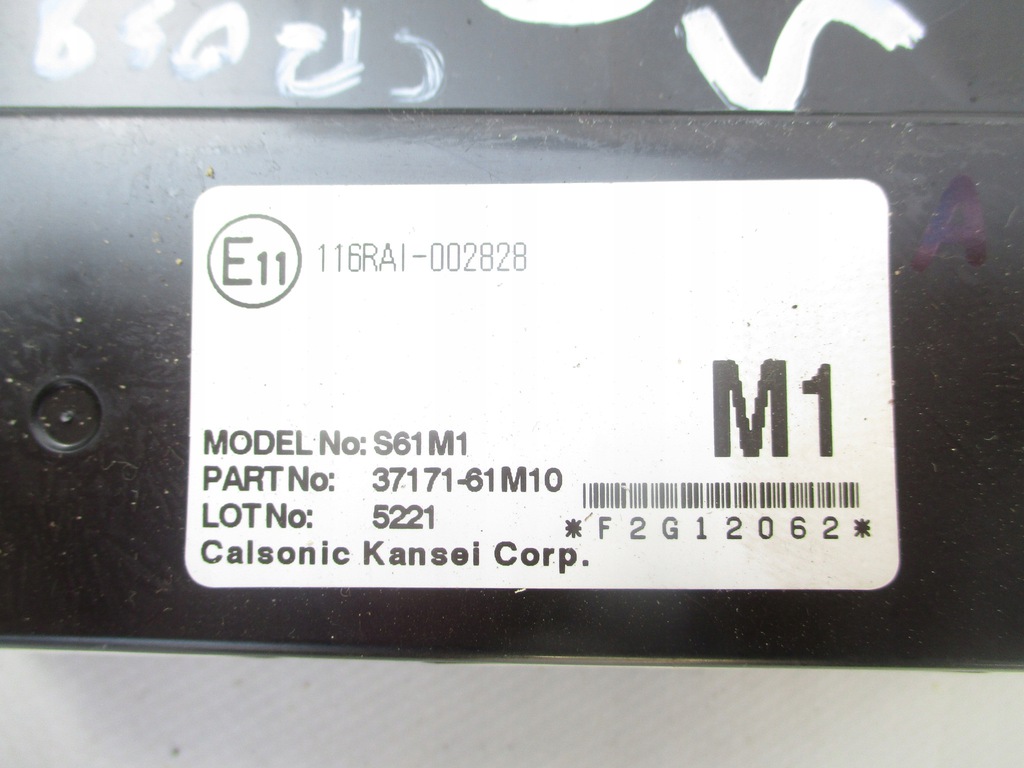 E11 116RAI-002828
M1
MODEL No: S61M1
PART No: 37171-61M10
LOT No: 5221
*F2G12062*
Calsonic Kansei Corp.
A